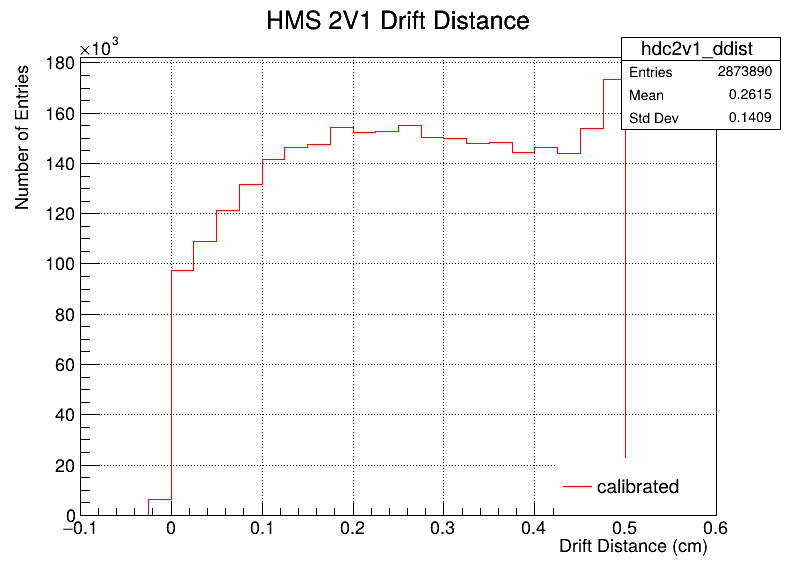 HMS 2V1 Drift Distance
×10³
hdc2v1_ddist
Entries 2873890
Mean 0.2615
Std Dev 0.1409
Number of Entries
180
160
140
120
100
80
60
40
20
0
−0.1 0 0.1 0.2 0.3 0.4 0.5 0.6
Drift Distance (cm)
calibrated